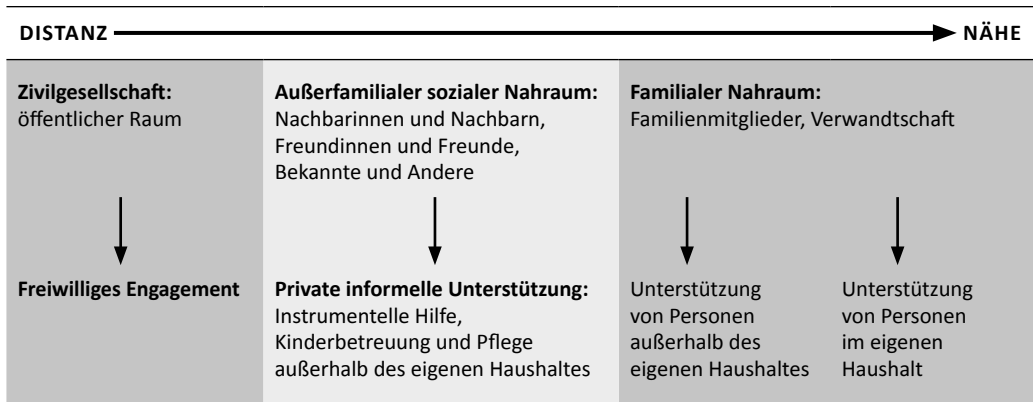 DISTANZ NÄHE
Zivilgesellschaft:
öffentlicher Raum
Außerfamilialer sozialer Nahraum:
Nachbarinnen und Nachbarn,
Freundinnen und Freunde,
Bekannte und Andere
Familialer Nahraum:
Familienmitglieder, Verwandtschaft
Freiwilliges Engagement
Private informelle Unterstützung:
Instrumentelle Hilfe,
Kinderbetreuung und Pflege
außerhalb des eigenen Haushaltes
Unterstützung
von Personen
außerhalb des
eigenen Haushaltes
Unterstützung
von Personen
im eigenen
Haushalt